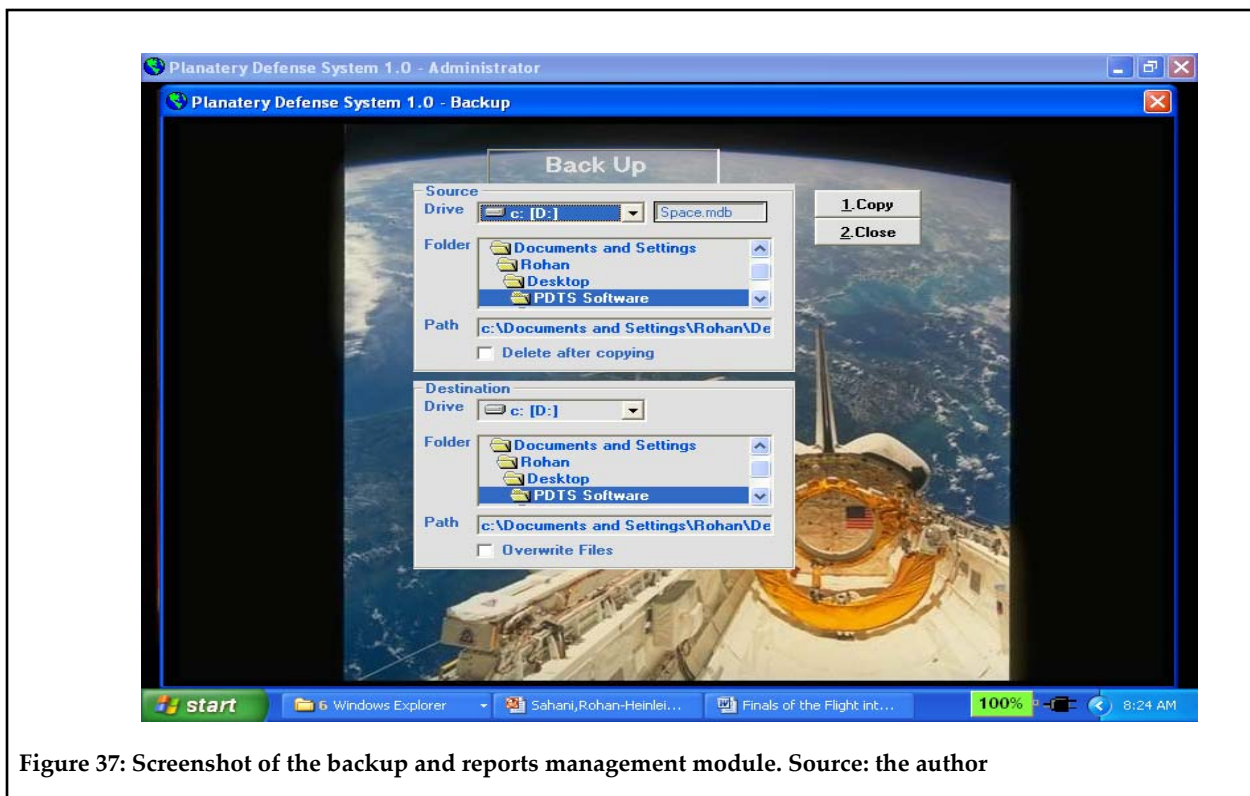 Planatery Defense System 1.0 - Administrator
Planatery Defense System 1.0 - Backup
Back Up
Source
Drive c: [D:] Space.mdb
1.Copy
2.Close
Folder Documents and Settings
Rohan
Desktop
PDTS Software
Path c:\Documents and Settings\Rohan\De
Delete after copying
Destination
Drive c: [D:]
Folder Documents and Settings
Rohan
Desktop
PDTS Software
Path c:\Documents and Settings\Rohan\De
Overwrite Files
start 6 Windows Explorer Sahani,Rohan-Heinlei... Finals of the Flight int... 100% 8:24 AM
Figure 37: Screenshot of the backup and reports management module. Source: the author